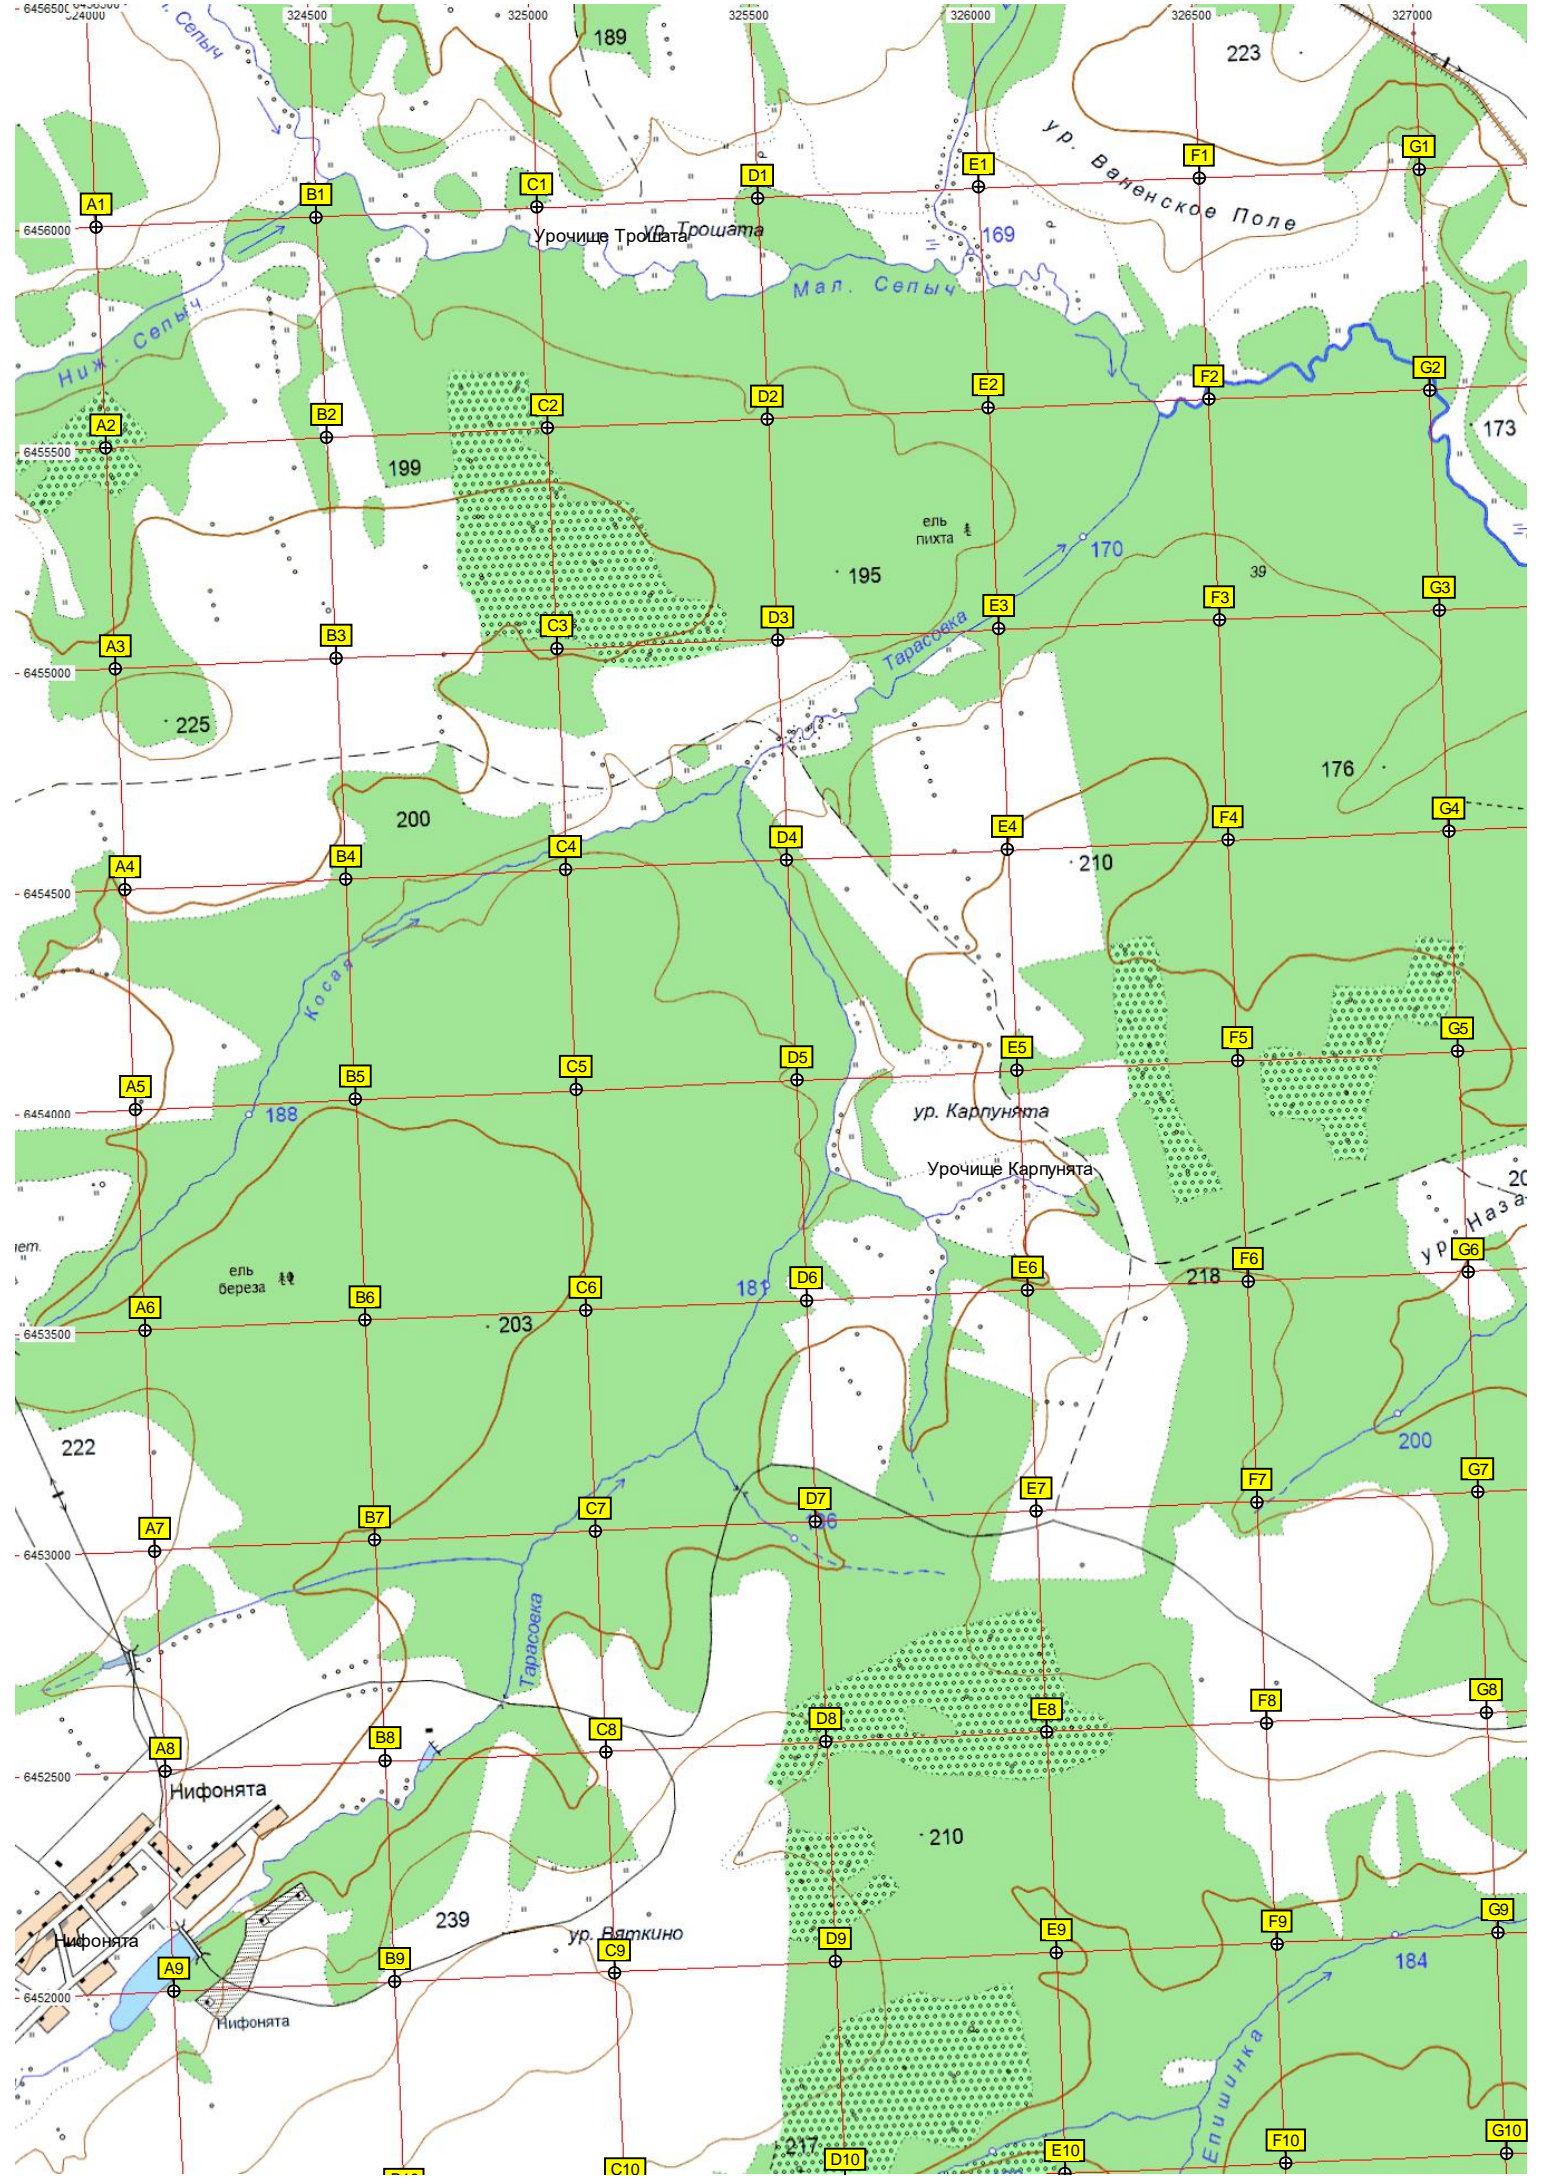 6456500
324000
324500
325000
325500
326000
326500
327000
Сепыч
189
223
ур. Ваненское Поле
A1
B1
C1
D1
E1
F1
G1
6456000
Урочище Трошата
ур. Трошата
169
Мал. Сепыч
Ниж. Сепыч
A2
B2
C2
D2
E2
F2
G2
6455500
199
173
ель
пихта
195
170
39
A3
B3
C3
D3
E3
F3
G3
6455000
Тарасовка
225
176
200
A4
B4
C4
D4
E4
F4
G4
6454500
210
Косая
A5
B5
C5
D5
E5
F5
G5
6454000
188
ур. Карпунята
Урочище Карпунята
20
ур. Наза
ель
береза
181
218
A6
B6
C6
D6
E6
F6
G6
6453500
203
222
200
A7
B7
C7
D7
E7
F7
G7
6453000
Тарасовка
A8
B8
C8
D8
E8
F8
G8
6452500
Нифонята
210
239
ур. Вяткино
Нифонята
A9
B9
C9
D9
E9
F9
G9
6452000
184
Нифонята
Епишинка
217
C10
D10
E10
F10
G10